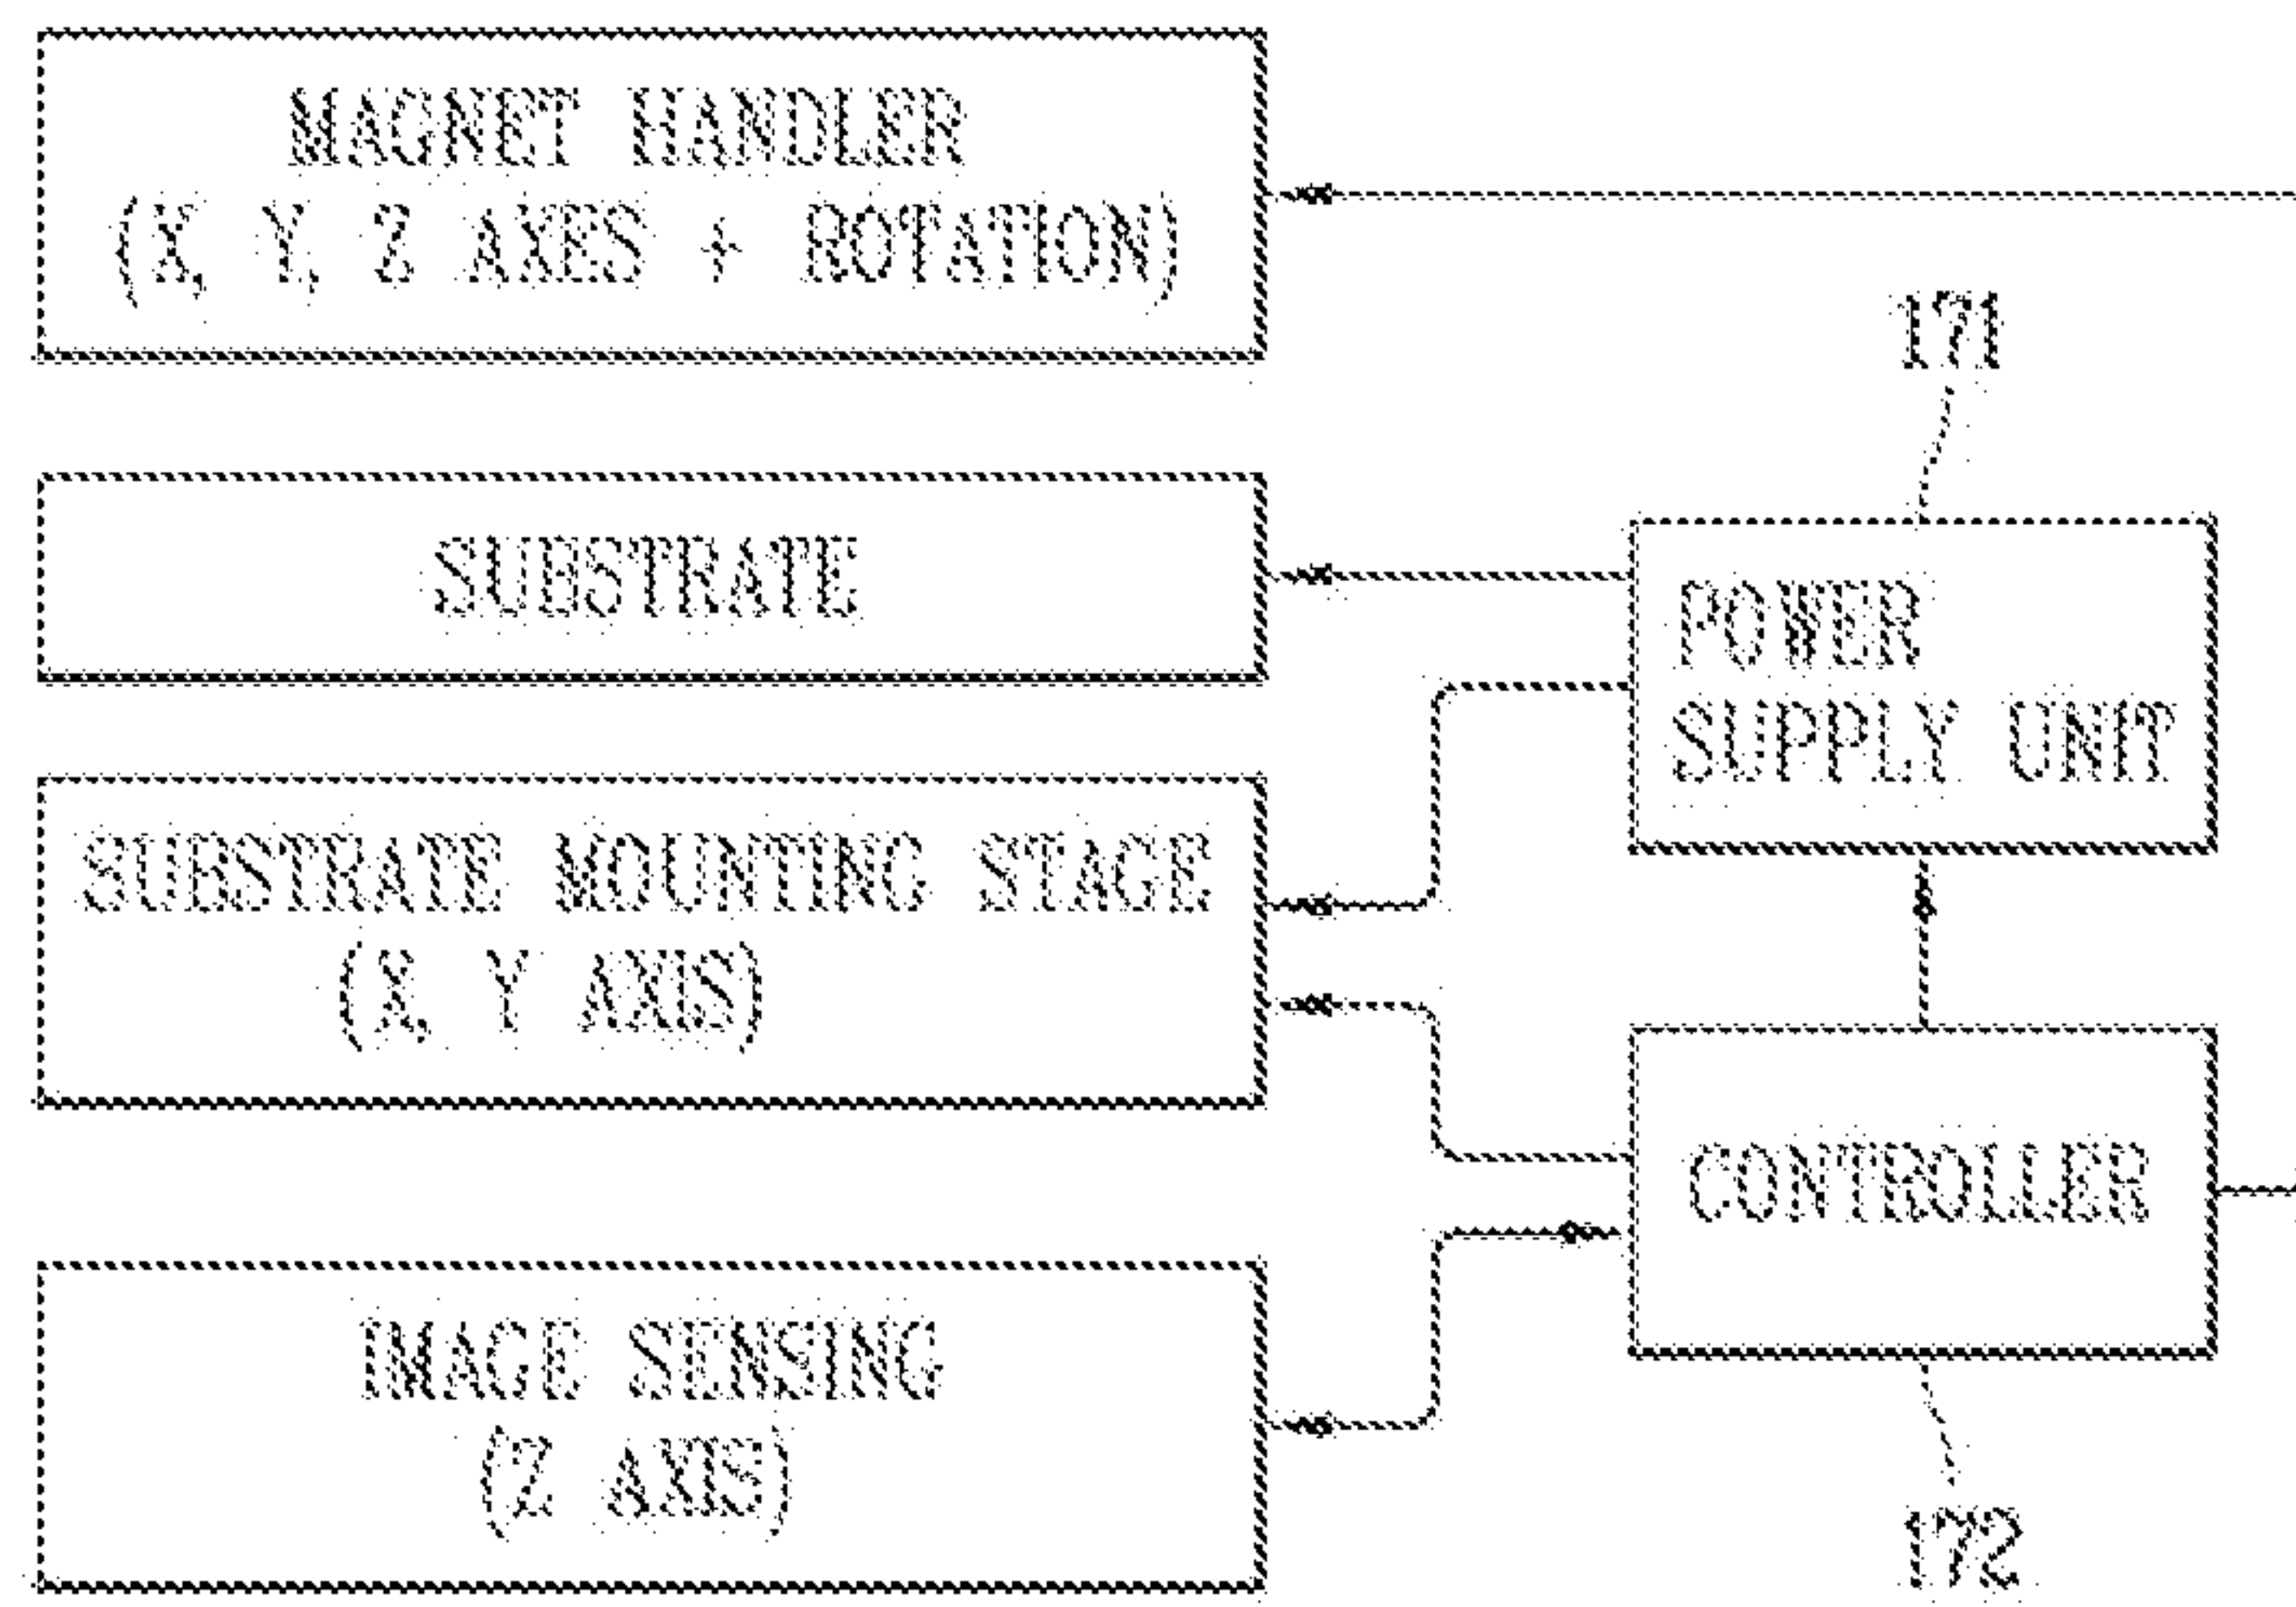 MAGNET HANDLER
(X, Y, Z AXES + ROTATION)
171
SUBSTRATE
POWER
SUPPLY UNIT
SUBSTRATE MOUNTING STAGE
(X, Y AXIS)
CONTROLLER
IMAGE SENSING
(Z AXIS)
172